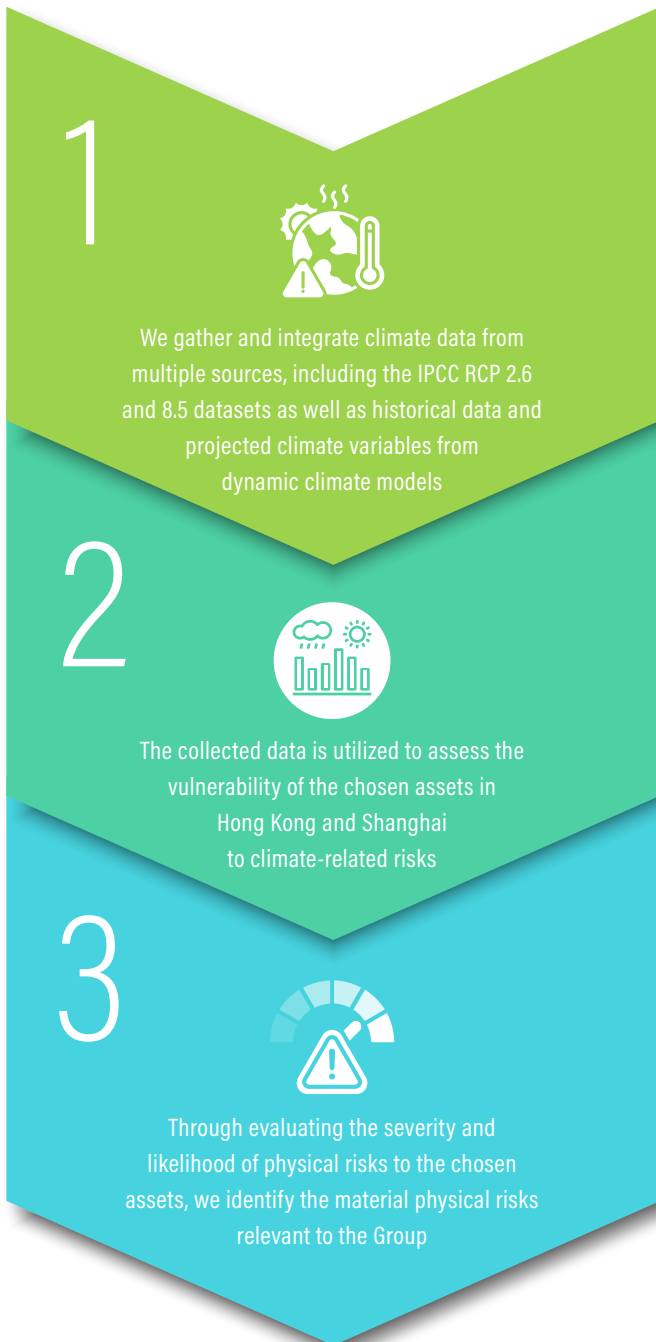 1
We gather and integrate climate data from
multiple sources, including the IPCC RCP 2.6
and 8.5 datasets as well as historical data and
projected climate variables from
dynamic climate models
2
The collected data is utilized to assess the
vulnerability of the chosen assets in
Hong Kong and Shanghai
to climate-related risks
3
Through evaluating the severity and
likelihood of physical risks to the chosen
assets, we identify the material physical risks
relevant to the Group